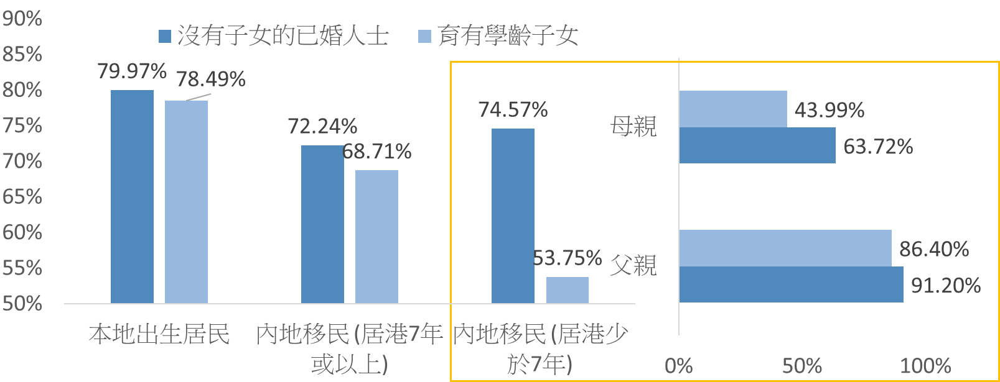 90%
沒有子女的已婚人士
育有學齡子女
85%
80%
75%
70%
65%
60%
55%
50%
79.97%
78.49%
72.24%
68.71%
74.57%
53.75%
本地出生居民
內地移民 (居港7年
或以上)
內地移民 (居港少
於7年)
母親
43.99%
63.72%
父親
86.40%
91.20%
0%
50%
100%